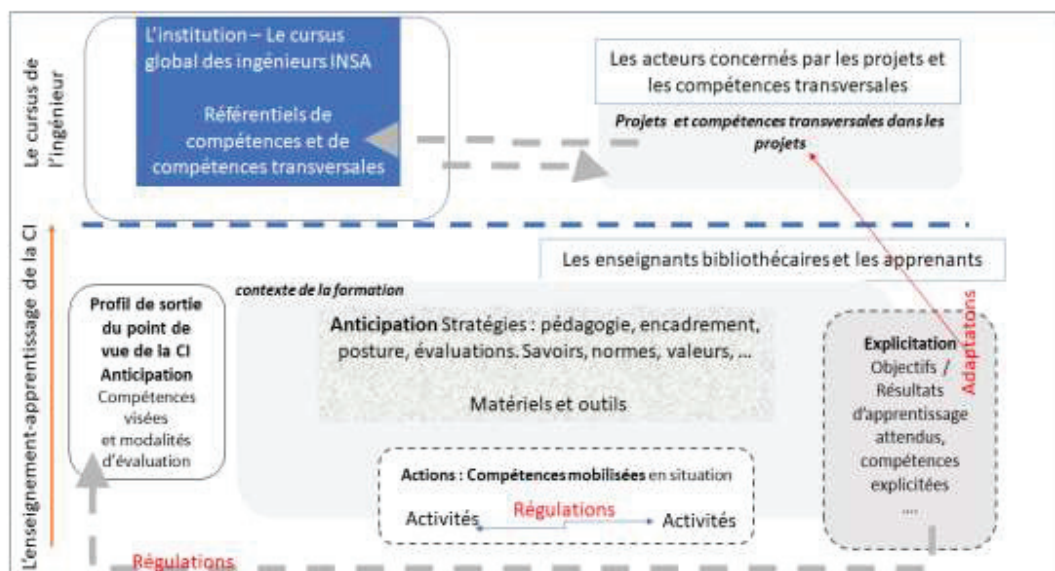 Le cursus de
l'ingénieur
L'institution – Le cursus
global des ingénieurs INSA
Référentiels de
compétences et de
compétences transversales
Les acteurs concernés par les projets et
les compétences transversales
Projets et compétences transversales dans les
projets
L'enseignement-apprentissage de la CI
Les enseignants bibliothécaires et les apprenants
Profil de sortie
du point de
vue de la CI
Anticipation
Compétences
visées
et modalités
d'évaluation
contexte de la formation
Anticipation Stratégies : pédagogie, encadrement,
posture, évaluations. Savoirs, normes, valeurs, ...
Matériels et outils
Actions : Compétences mobilisées en situation
Régulations
Activités
Activités
Explicitation
Objectifs /
Résultats
d'apprentissage
attendus,
compétences
explicitées
....
Adaptatons
Régulations